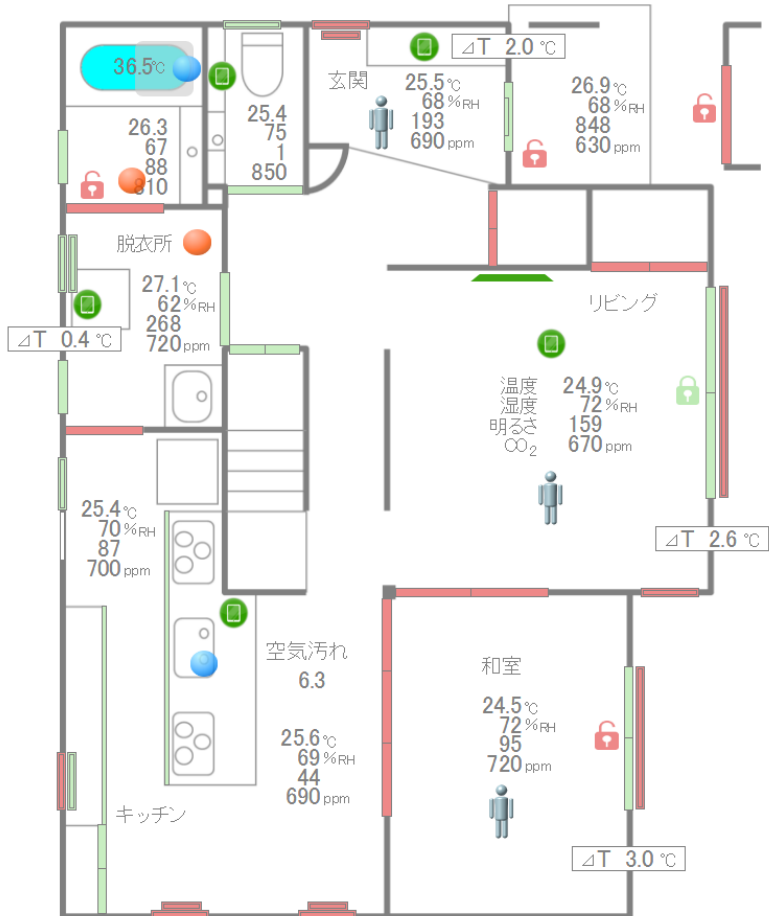 ⊿T 2.0 ℃
36.5℃
玄関
25.5℃
68%RH
193
690ppm
26.9℃
68%RH
848
630ppm
25.4
75
1
850
26.3
67
88
810
脱衣所
27.1℃
62%RH
268
720ppm
⊿T 0.4 ℃
リビング
温度 24.9℃
湿度 72%RH
明るさ 159
CO2 670ppm
⊿T 2.6 ℃
25.4℃
70%RH
87
700ppm
空気汚れ
6.3
25.6℃
69%RH
44
690ppm
キッチン
和室
24.5℃
72%RH
95
720ppm
⊿T 3.0 ℃